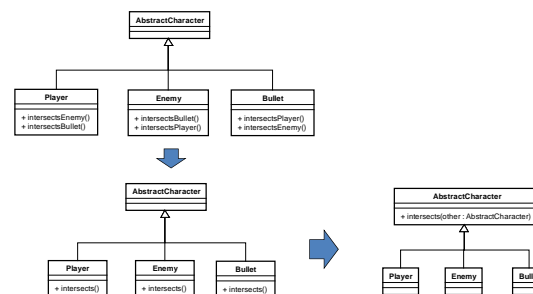 AbstractCharacter
Player
Enemy
Bullet
+ intersectsEnemy()
+ intersectsBullet()
+ intersectsBullet()
+ intersectsPlayer()
+ intersectsPlayer()
+ intersectsEnemy()
AbstractCharacter
Player
Enemy
Bullet
+ intersects()
+ intersects()
+ intersects()
AbstractCharacter
+ intersects(other : AbstractCharacter)
Player
Enemy